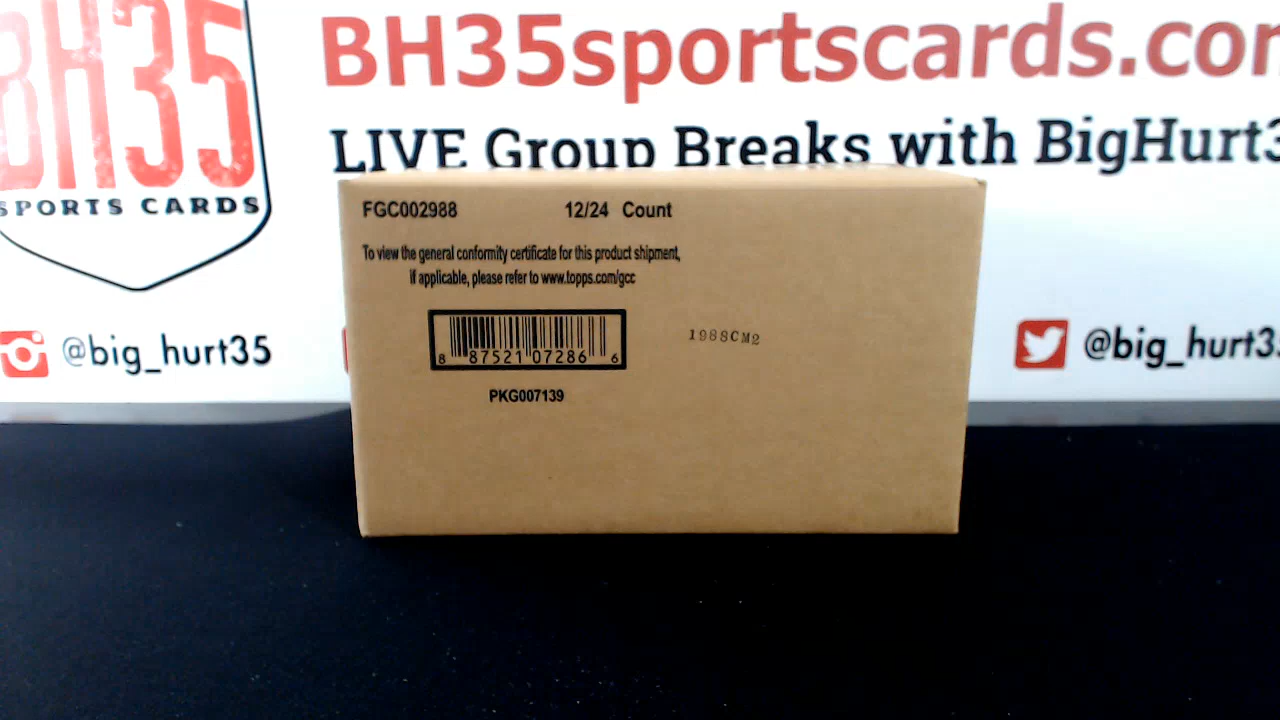 BH35
SPORTS CARDS
BH35sportscards.com
LIVE Group Breaks with BigHurt3
@big_hurt35
@big_hurt3
FGC002988
12/24 Count
To view the general conformity certificate for this product shipment,
if applicable, please refer to www.topps.com/gcc
8 87521 07286 6
PKG007139
198SCM2